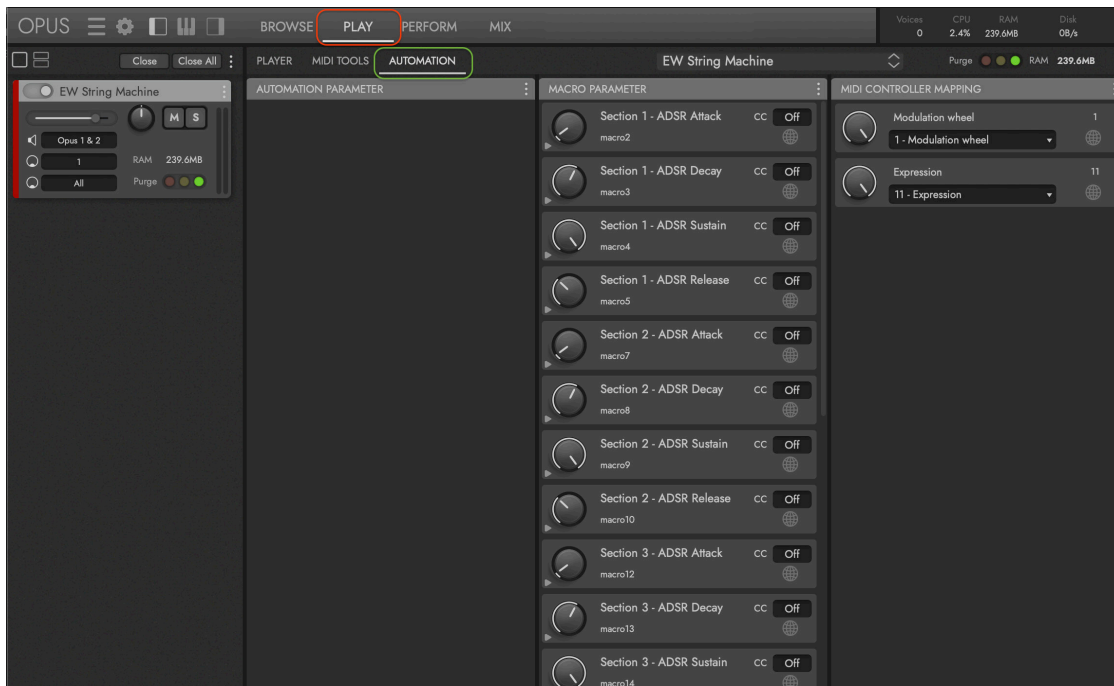 OPUS BROWSE PLAY PERFORM MIX
Voices CPU RAM Disk
0 2.4% 239.6MB 0B/s
Close Close All PLAYER MIDI TOOLS AUTOMATION EW String Machine Purge RAM 239.6MB
EW String Machine
M S
Opus 1 & 2
1 RAM 239.6MB
All Purge
AUTOMATION PARAMETER
MACRO PARAMETER
Section 1 - ADSR Attack CC Off
macro2
Section 1 - ADSR Decay CC Off
macro3
Section 1 - ADSR Sustain CC Off
macro4
Section 1 - ADSR Release CC Off
macro5
Section 2 - ADSR Attack CC Off
macro7
Section 2 - ADSR Decay CC Off
macro8
Section 2 - ADSR Sustain CC Off
macro9
Section 2 - ADSR Release CC Off
macro10
Section 3 - ADSR Attack CC Off
macro12
Section 3 - ADSR Decay CC Off
macro13
Section 3 - ADSR Sustain CC Off
macro14
MIDI CONTROLLER MAPPING
Modulation wheel 1
1 - Modulation wheel
Expression 11
11 - Expression